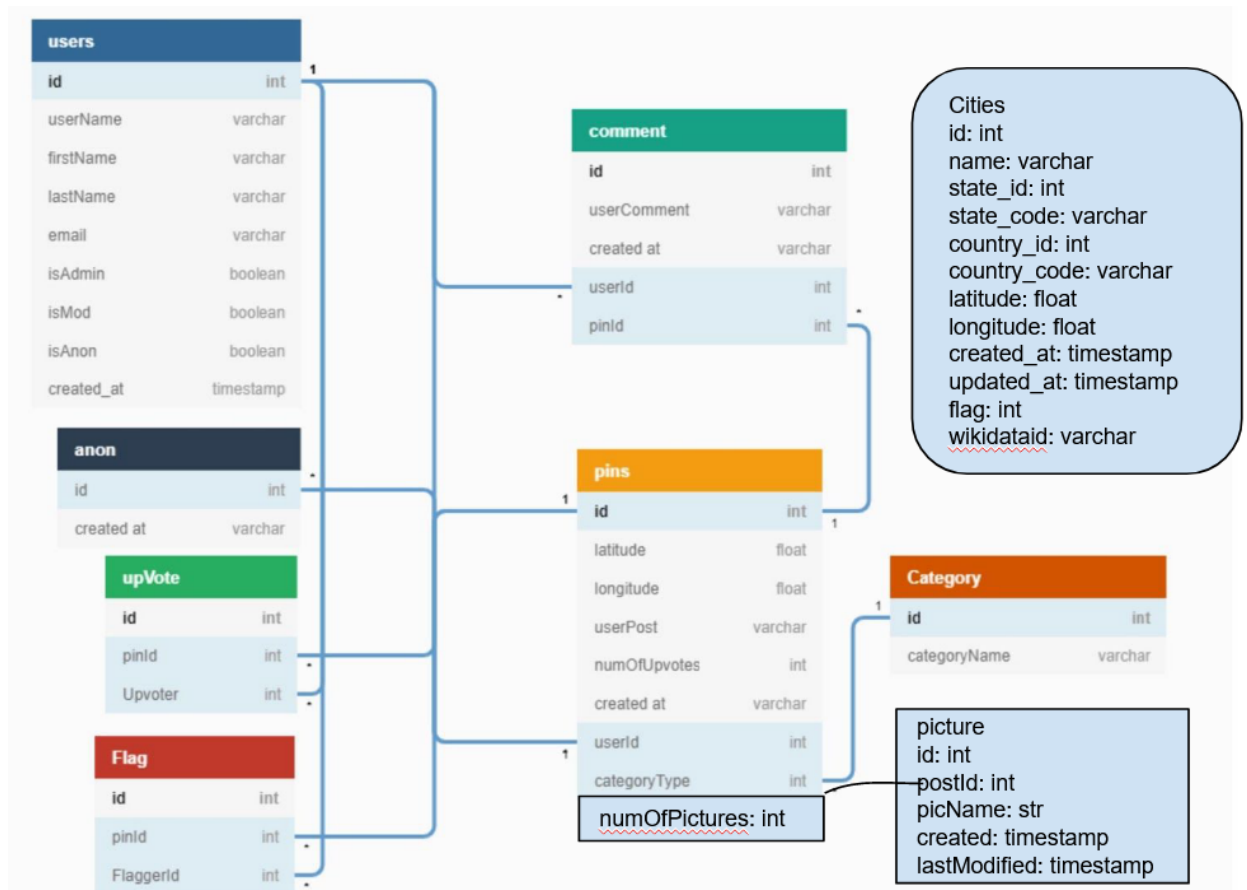 users
id int
userName varchar
firstName varchar
lastName varchar
email varchar
isAdmin boolean
isMod boolean
isAnon boolean
created_at timestamp
1
anon
id int
created at varchar
*
upVote
id int
pinId int
*
Upvoter int
*
Flag
id int
pinId int
*
FlaggerId int
*
comment
id int
userComment varchar
created at varchar
userId int
*
pinId int
*
pins
1
id int
1
latitude float
longitude float
userPost varchar
numOfUpvotes int
created at varchar
userId int
1
categoryType int
numOfPictures: int
Cities
id: int
name: varchar
state_id: int
state_code: varchar
country_id: int
country_code: varchar
latitude: float
longitude: float
created_at: timestamp
updated_at: timestamp
flag: int
wikidataid: varchar
Category
1
id int
categoryName varchar
picture
id: int
postId: int
picName: str
created: timestamp
lastModified: timestamp